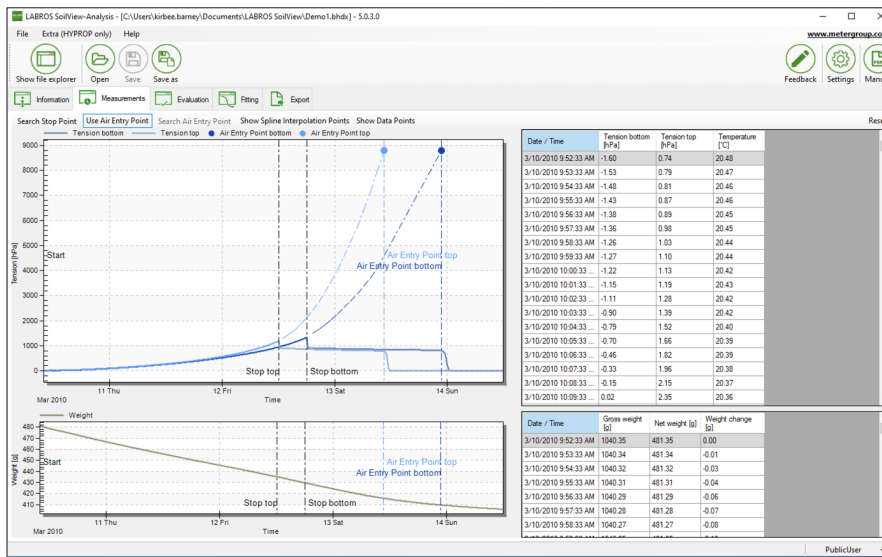 LABROS SoilView-Analysis - [C:\Users\kirbee.barney\Documents\LABROS SoilView\Demo1.bhdx] - 5.0.3.0
File Extra (HYPROP only) Help
www.metergroup.co
Show file explorer Open Save Save as Feedback Settings Manu
Information Measurements Evaluation Fitting Export
Search Stop Point Use Air Entry Point Search Air Entry Point Show Spline Interpolation Points Show Data Points Rese
Tension bottom Tension top Air Entry Point bottom Air Entry Point top
Tension [hPa]
9000
8000
7000
6000
5000
4000
3000
2000
1000
0
Start
Air Entry Point top
Air Entry Point bottom
Stop top Stop bottom
11 Thu 12 Fri 13 Sat 14 Sun
Mar 2010 Time
Date / Time Tension bottom [hPa] Tension top [hPa] Temperature [°C]
3/10/2010 9:52:33 AM -1.60 0.74 20.48
3/10/2010 9:53:33 AM -1.53 0.79 20.47
3/10/2010 9:54:33 AM -1.48 0.81 20.46
3/10/2010 9:55:33 AM -1.43 0.87 20.46
3/10/2010 9:56:33 AM -1.38 0.89 20.45
3/10/2010 9:57:33 AM -1.36 0.98 20.45
3/10/2010 9:58:33 AM -1.26 1.03 20.44
3/10/2010 9:59:33 AM -1.27 1.10 20.44
3/10/2010 10:00:33 ... -1.22 1.13 20.42
3/10/2010 10:01:33 ... -1.15 1.19 20.43
3/10/2010 10:02:33 ... -1.11 1.28 20.42
3/10/2010 10:03:33 ... -0.90 1.39 20.42
3/10/2010 10:04:33 ... -0.79 1.52 20.40
3/10/2010 10:05:33 ... -0.70 1.66 20.39
3/10/2010 10:06:33 ... -0.46 1.82 20.39
3/10/2010 10:07:33 ... -0.33 1.96 20.38
3/10/2010 10:08:33 ... -0.15 2.15 20.37
3/10/2010 10:09:33 ... 0.02 2.35 20.36
Weight
Weight [g]
480
470
460
450
440
430
420
410
Start
Air Entry Point top
Air Entry Point bottom
Stop top Stop bottom
11 Thu 12 Fri 13 Sat 14 Sun
Mar 2010 Time
Date / Time Gross weight [g] Net weight [g] Weight change [g]
3/10/2010 9:52:33 AM 1040.35 481.35 0.00
3/10/2010 9:53:33 AM 1040.34 481.34 -0.01
3/10/2010 9:54:33 AM 1040.32 481.32 -0.03
3/10/2010 9:55:33 AM 1040.31 481.31 -0.04
3/10/2010 9:56:33 AM 1040.29 481.29 -0.06
3/10/2010 9:57:33 AM 1040.28 481.28 -0.07
3/10/2010 9:58:33 AM 1040.27 481.27 -0.08
PublicUser